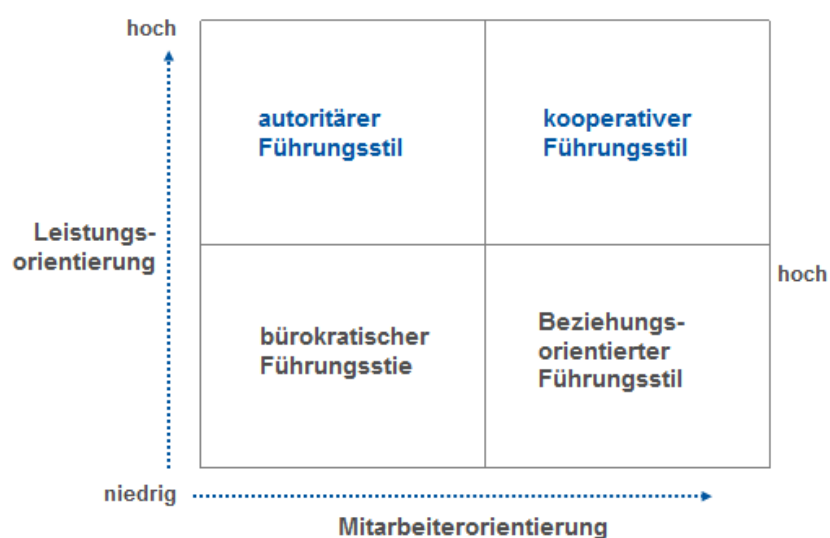 hoch
autoritärer
Führungsstil
kooperativer
Führungsstil
Leistungs-
orientierung
hoch
bürokratischer
Führungsstie
Beziehungs-
orientierter
Führungsstil
niedrig
Mitarbeiterorientierung